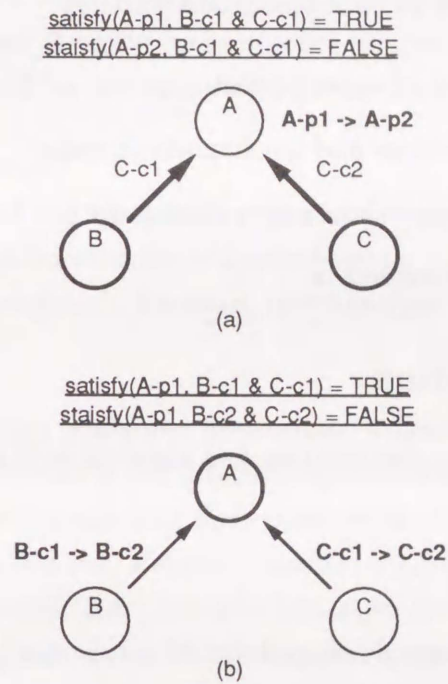 satisfy(A-p1, B-c1 & C-c1) = TRUE
staisfy(A-p2, B-c1 & C-c1) = FALSE
A
A-p1 -> A-p2
C-c1
C-c2
B
C
(a)
satisfy(A-p1, B-c1 & C-c1) = TRUE
staisfy(A-p1, B-c2 & C-c2) = FALSE
A
B-c1 -> B-c2
C-c1 -> C-c2
B
C
(b)